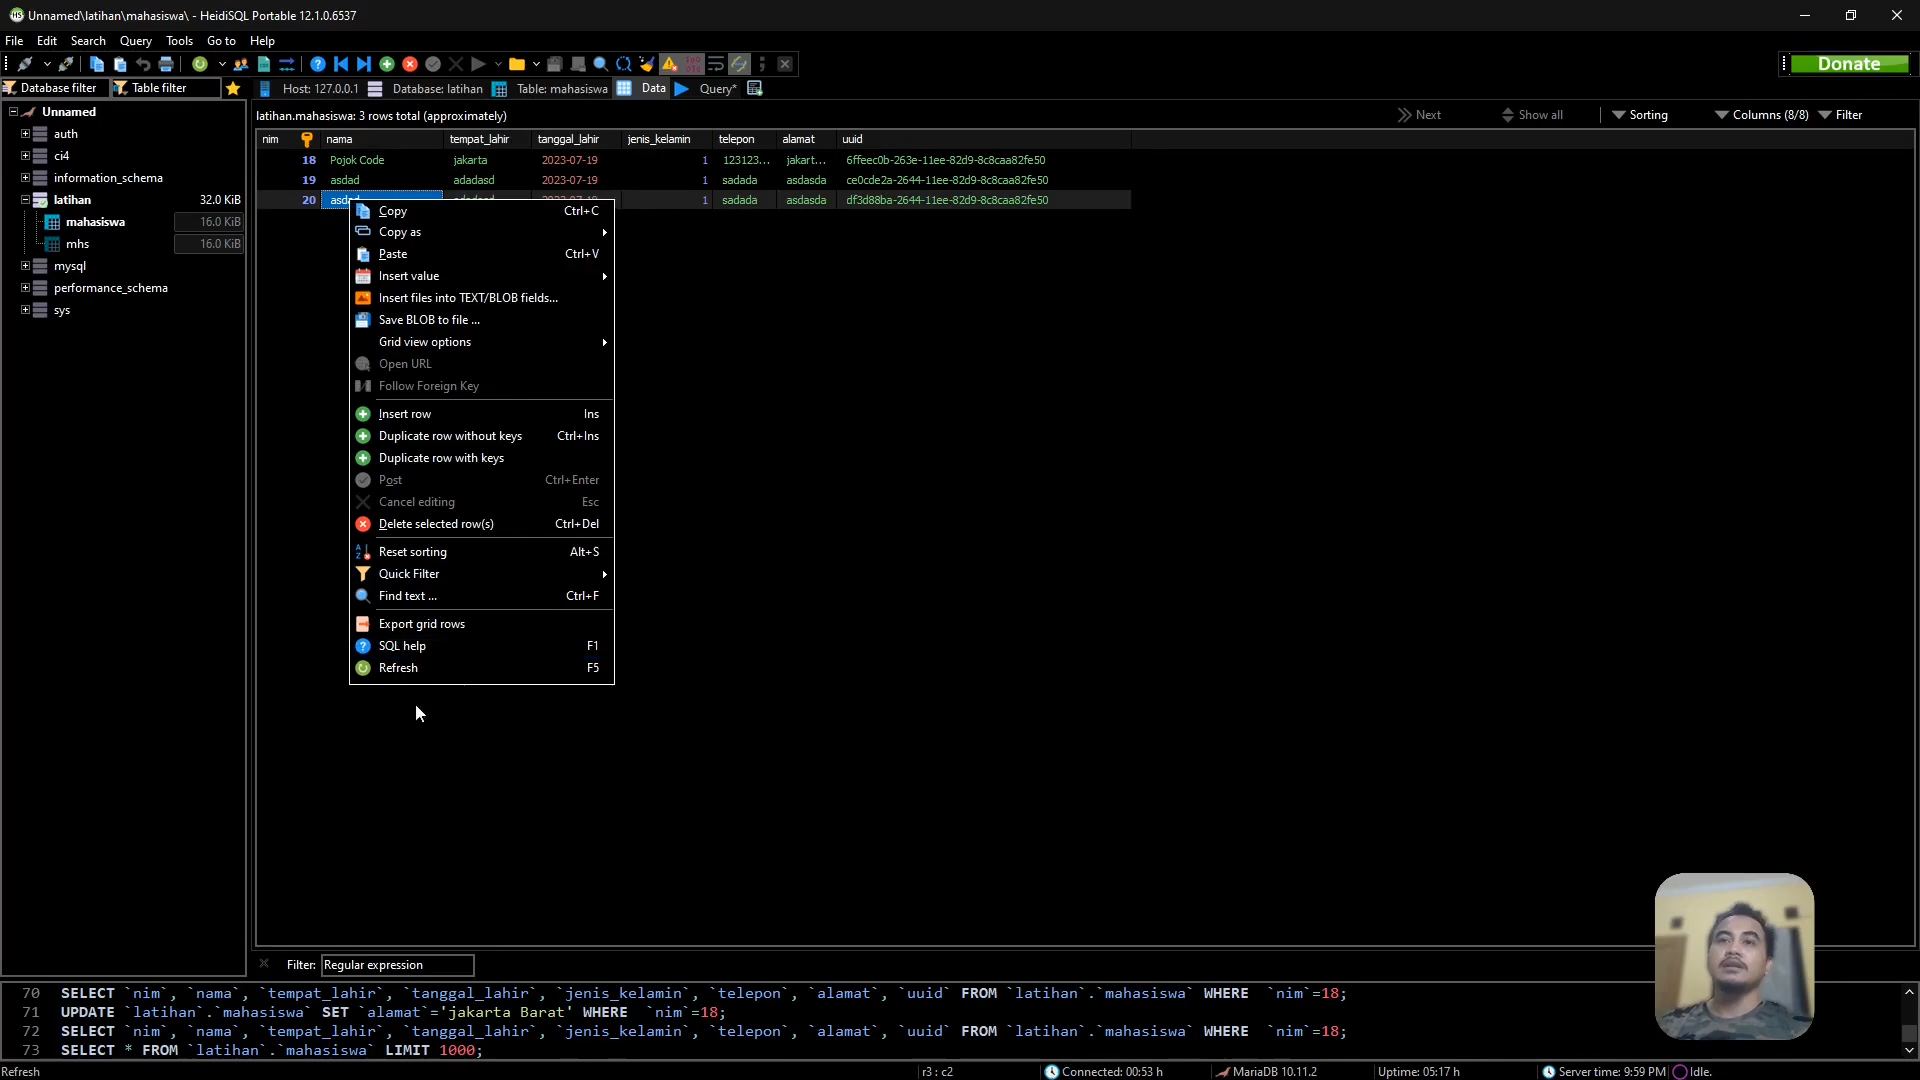 Unnamed\latihan\mahasiswa\ - HeidiSQL Portable 12.1.0.6537
File Edit Search Query Tools Go to Help
Donate
Database filter Table filter Host: 127.0.0.1 Database: latihan Table: mahasiswa Data Query*
latihan.mahasiswa: 3 rows total (approximately) Next Show all Sorting Columns (8/8) Filter
nim nama tempat_lahir tanggal_lahir jenis_kelamin telepon alamat uuid
18 Pojok Code jakarta 2023-07-19 1 123123... jakart... 6ffeec0b-263e-11ee-82d9-8c8caa82fe50
19 asdad adadasd 2023-07-19 1 sadada asdasda ce0cde2a-2644-11ee-82d9-8c8caa82fe50
20 1 sadada asdasda df3d88ba-2644-11ee-82d9-8c8caa82fe50
Unnamed
auth
ci4
information_schema
latihan 32.0 KiB
mahasiswa 16.0 KiB
mhs 16.0 KiB
mysql
performance_schema
sys
Copy Ctrl+C
Copy as
Paste Ctrl+V
Insert value
Insert files into TEXT/BLOB fields...
Save BLOB to file ...
Grid view options
Open URL
Follow Foreign Key
Insert row Ins
Duplicate row without keys Ctrl+Ins
Duplicate row with keys
Post Ctrl+Enter
Cancel editing Esc
Delete selected row(s) Ctrl+Del
Reset sorting Alt+S
Quick Filter
Find text ... Ctrl+F
Export grid rows
SQL help F1
Refresh F5
Filter: Regular expression
70 SELECT `nim`, `nama`, `tempat_lahir`, `tanggal_lahir`, `jenis_kelamin`, `telepon`, `alamat`, `uuid` FROM `latihan`.`mahasiswa` WHERE `nim`=18;
71 UPDATE `latihan`.`mahasiswa` SET `alamat`='jakarta Barat' WHERE `nim`=18;
72 SELECT `nim`, `nama`, `tempat_lahir`, `tanggal_lahir`, `jenis_kelamin`, `telepon`, `alamat`, `uuid` FROM `latihan`.`mahasiswa` WHERE `nim`=18;
73 SELECT * FROM `latihan`.`mahasiswa` LIMIT 1000;
Refresh r3 : c2 Connected: 00:53 h MariaDB 10.11.2 Uptime: 05:17 h Server time: 9:59 PM Idle.